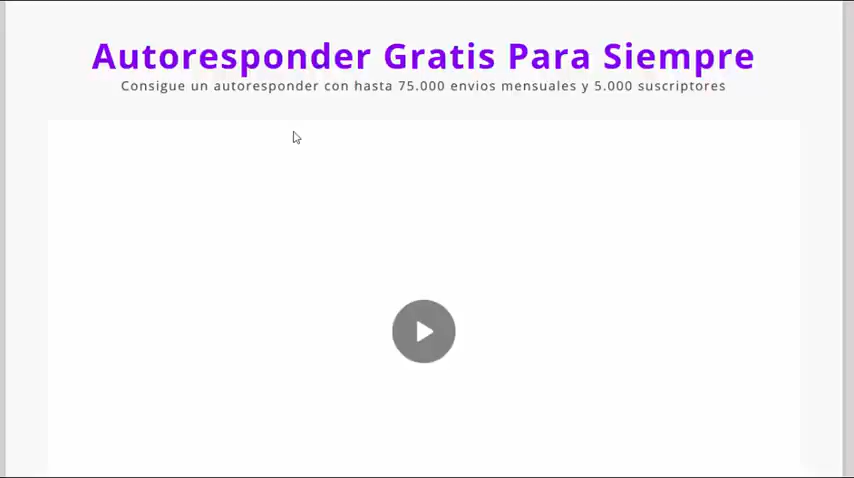 Autoresponder Gratis Para Siempre
Consigue un autoresponder con hasta 75.000 envios mensuales y 5.000 suscriptores